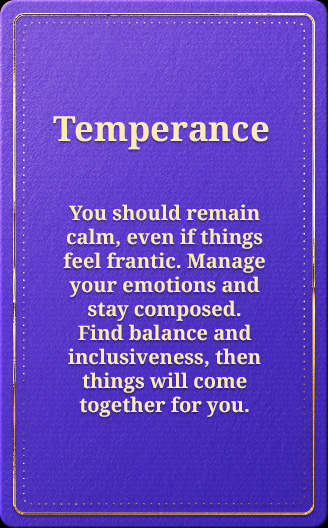 Temperance
You should remain
calm, even if things
feel frantic. Manage
your emotions and
stay composed.
Find balance and
inclusiveness, then
things will come
together for you.